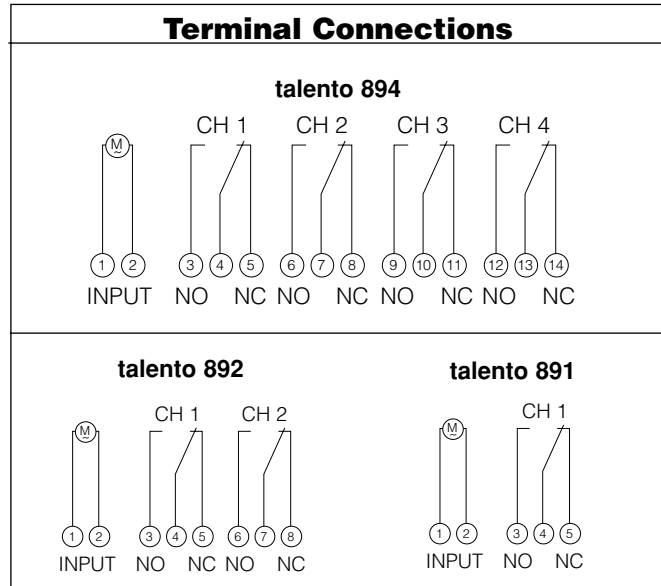 Terminal Connections
talento 894
CH 1 CH 2 CH 3 CH 4
M
~
1 2 3 4 5 6 7 8 9 10 11 12 13 14
INPUT NO NC NO NC NO NC NO NC
talento 892
CH 1 CH 2
M
~
1 2 3 4 5 6 7 8
INPUT NO NC NO NC
talento 891
CH 1
M
~
1 2 3 4 5
INPUT NO NC